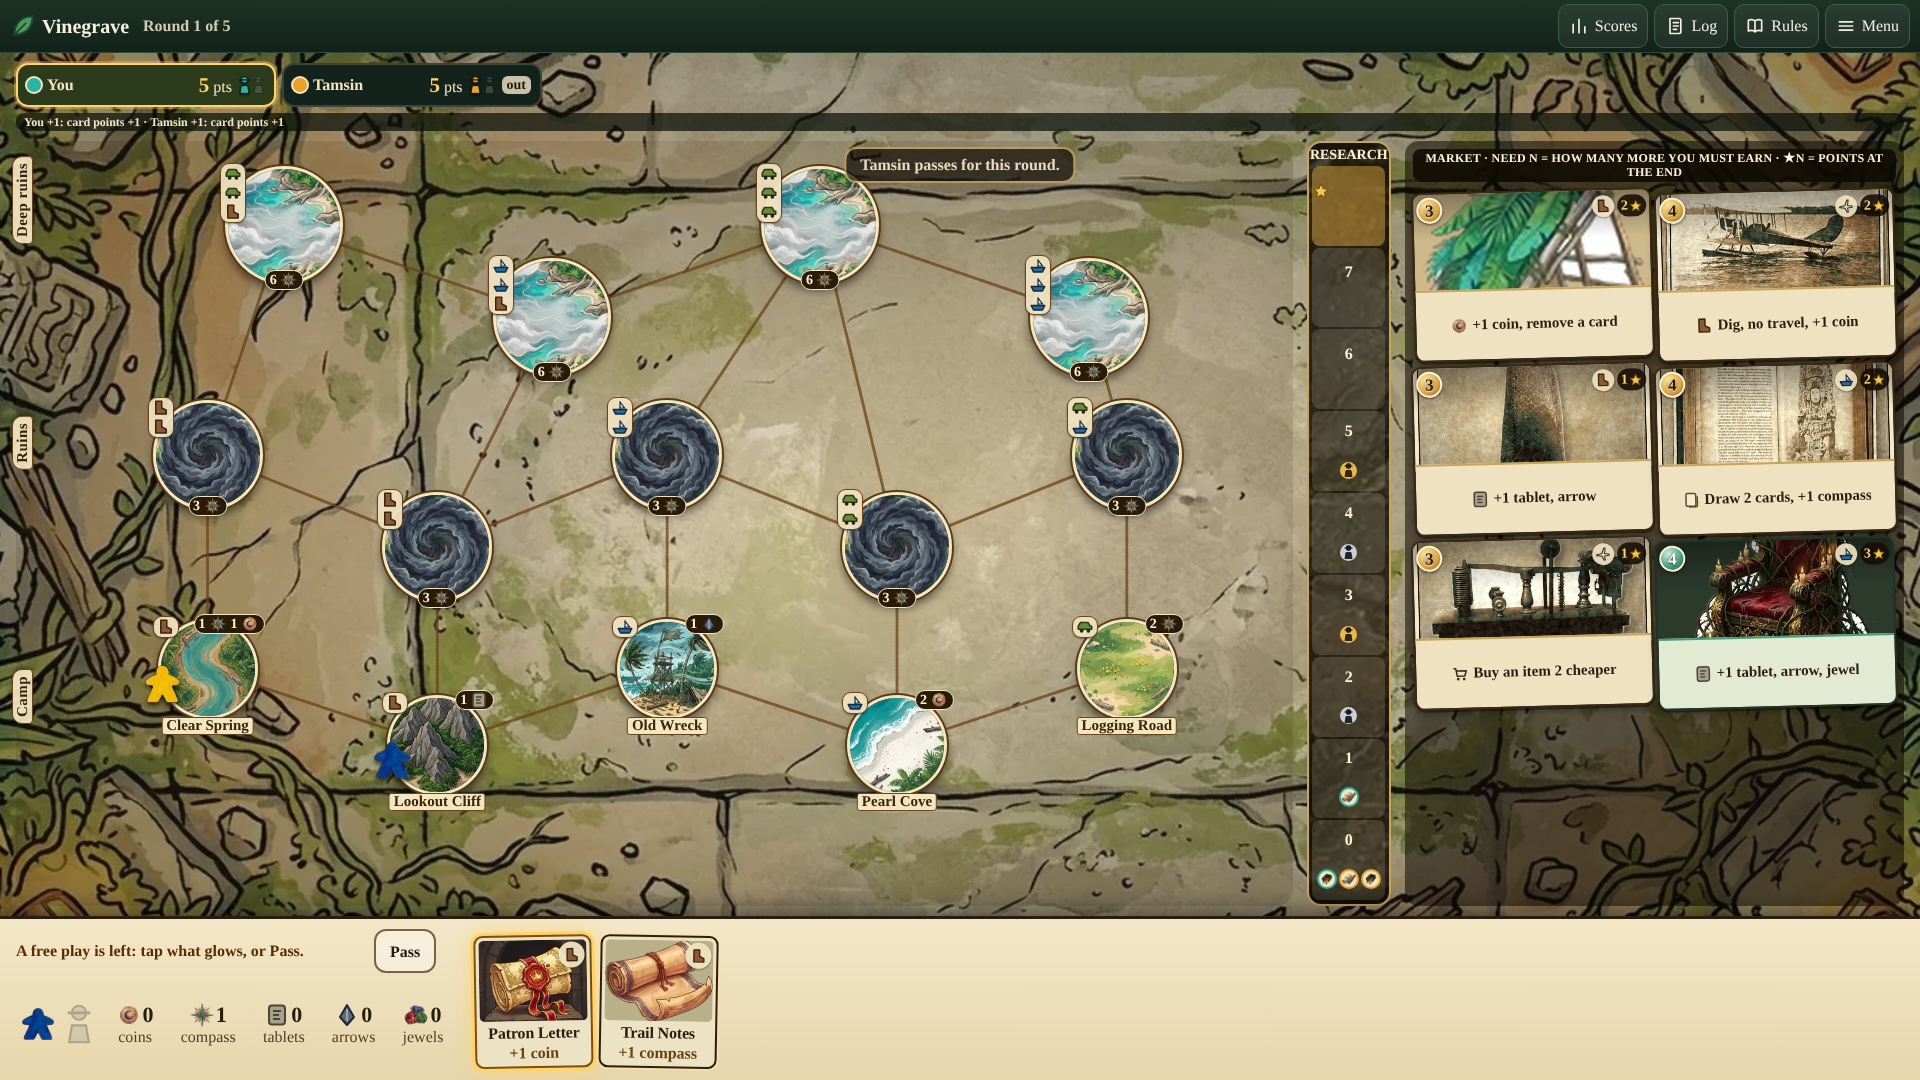 Vinegrave
Round 1 of 5
Scores
Log
Rules
Menu
You
5 pts
Tamsin
5 pts
out
You +1: card points +1 · Tamsin +1: card points +1
Tamsin passes for this round.
Deep ruins
Ruins
Camp
6
6
6
6
3
3
3
3
3
1 1
Clear Spring
1
Lookout Cliff
1
Old Wreck
2
Pearl Cove
2
Logging Road
RESEARCH
7
6
5
4
3
2
1
0
MARKET · NEED N = HOW MANY MORE YOU MUST EARN · ★N = POINTS AT
THE END
3
2★
+1 coin, remove a card
4
2★
Dig, no travel, +1 coin
3
1★
+1 tablet, arrow
4
2★
Draw 2 cards, +1 compass
3
1★
Buy an item 2 cheaper
4
3★
+1 tablet, arrow, jewel
A free play is left: tap what glows, or Pass.
Pass
0
coins
1
compass
0
tablets
0
arrows
0
jewels
Patron Letter
+1 coin
Trail Notes
+1 compass